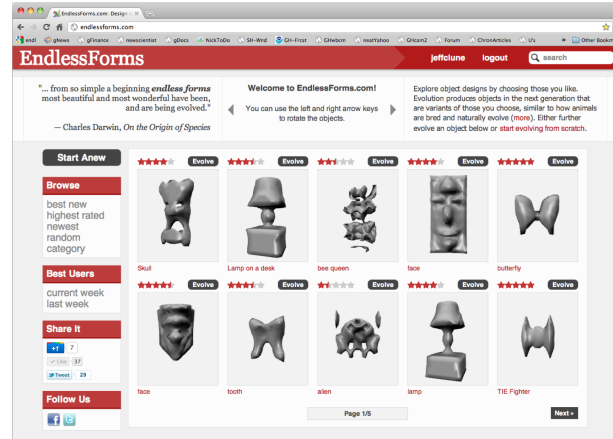 EndlessForms.com: Design
endlessforms.com
endl gNews gFinance newscientist gDocs NickToDo SH-Wnd GH-Frcst GHwbcm neatYahoo GHcam2 Forum ChronArticles U's » Other Bookm
EndlessForms
jeffclune logout search
"... from so simple a beginning endless forms
most beautiful and most wonderful have been,
and are being evolved."
— Charles Darwin, On the Origin of Species
Welcome to EndlessForms.com!
You can use the left and right arrow keys
to rotate the objects.
Explore object designs by choosing those you like.
Evolution produces objects in the next generation that
are variants of those you choose, similar to how animals
are bred and naturally evolve (more). Either further
evolve an object below or start evolving from scratch.
Start Anew
Browse
best new
highest rated
newest
random
category
Best Users
current week
last week
Share It
+1 7
Like 37
Tweet 29
Follow Us
Evolve Evolve Evolve Evolve Evolve
Skull Lamp on a desk bee queen face butterfly
Evolve Evolve Evolve Evolve Evolve
face tooth alien lamp TIE Fighter
Page 1/5
Next »